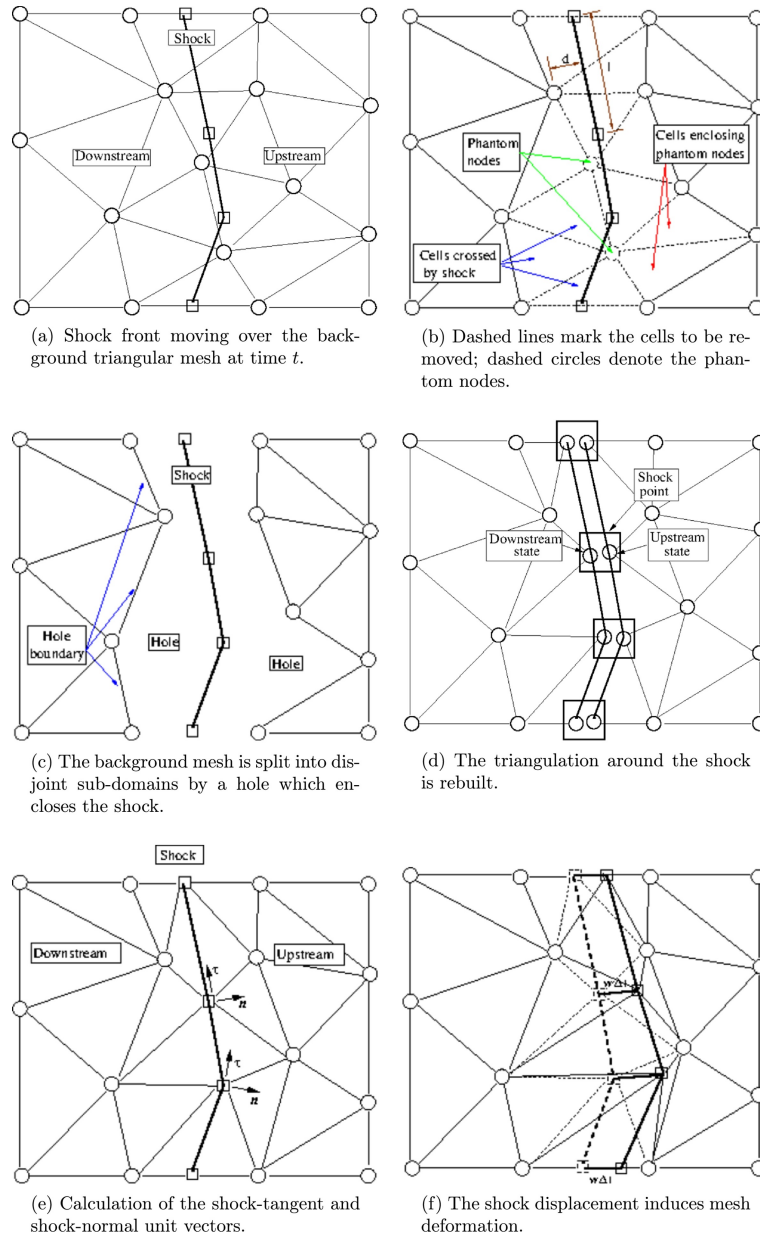 Shock
Downstream
Upstream
(a) Shock front moving over the back-
ground triangular mesh at time t.
d
l
Phantom
nodes
Cells enclosing
phantom nodes
Cells crossed
by shock
(b) Dashed lines mark the cells to be re-
moved; dashed circles denote the phan-
tom nodes.
Shock
Hole
boundary
Hole
Hole
(c) The background mesh is split into dis-
joint sub-domains by a hole which en-
closes the shock.
Shock
point
Downstream
state
Upstream
state
(d) The triangulation around the shock
is rebuilt.
Shock
Downstream
Upstream
τ
n
τ
n
(e) Calculation of the shock-tangent and
shock-normal unit vectors.
wΔt
wΔt
(f) The shock displacement induces mesh
deformation.